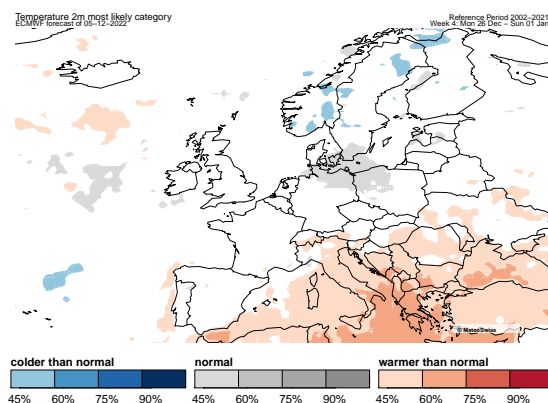 Temperature 2m most likely category
ECMWF forecast of 05−12−2022
Reference Period 2002−2021
Week 4: Mon 26 Dec − Sun 01 Jan
© MeteoSwiss
colder than normal
normal
warmer than normal
45% 60% 75% 90%
45% 60% 75% 90%
45% 60% 75% 90%